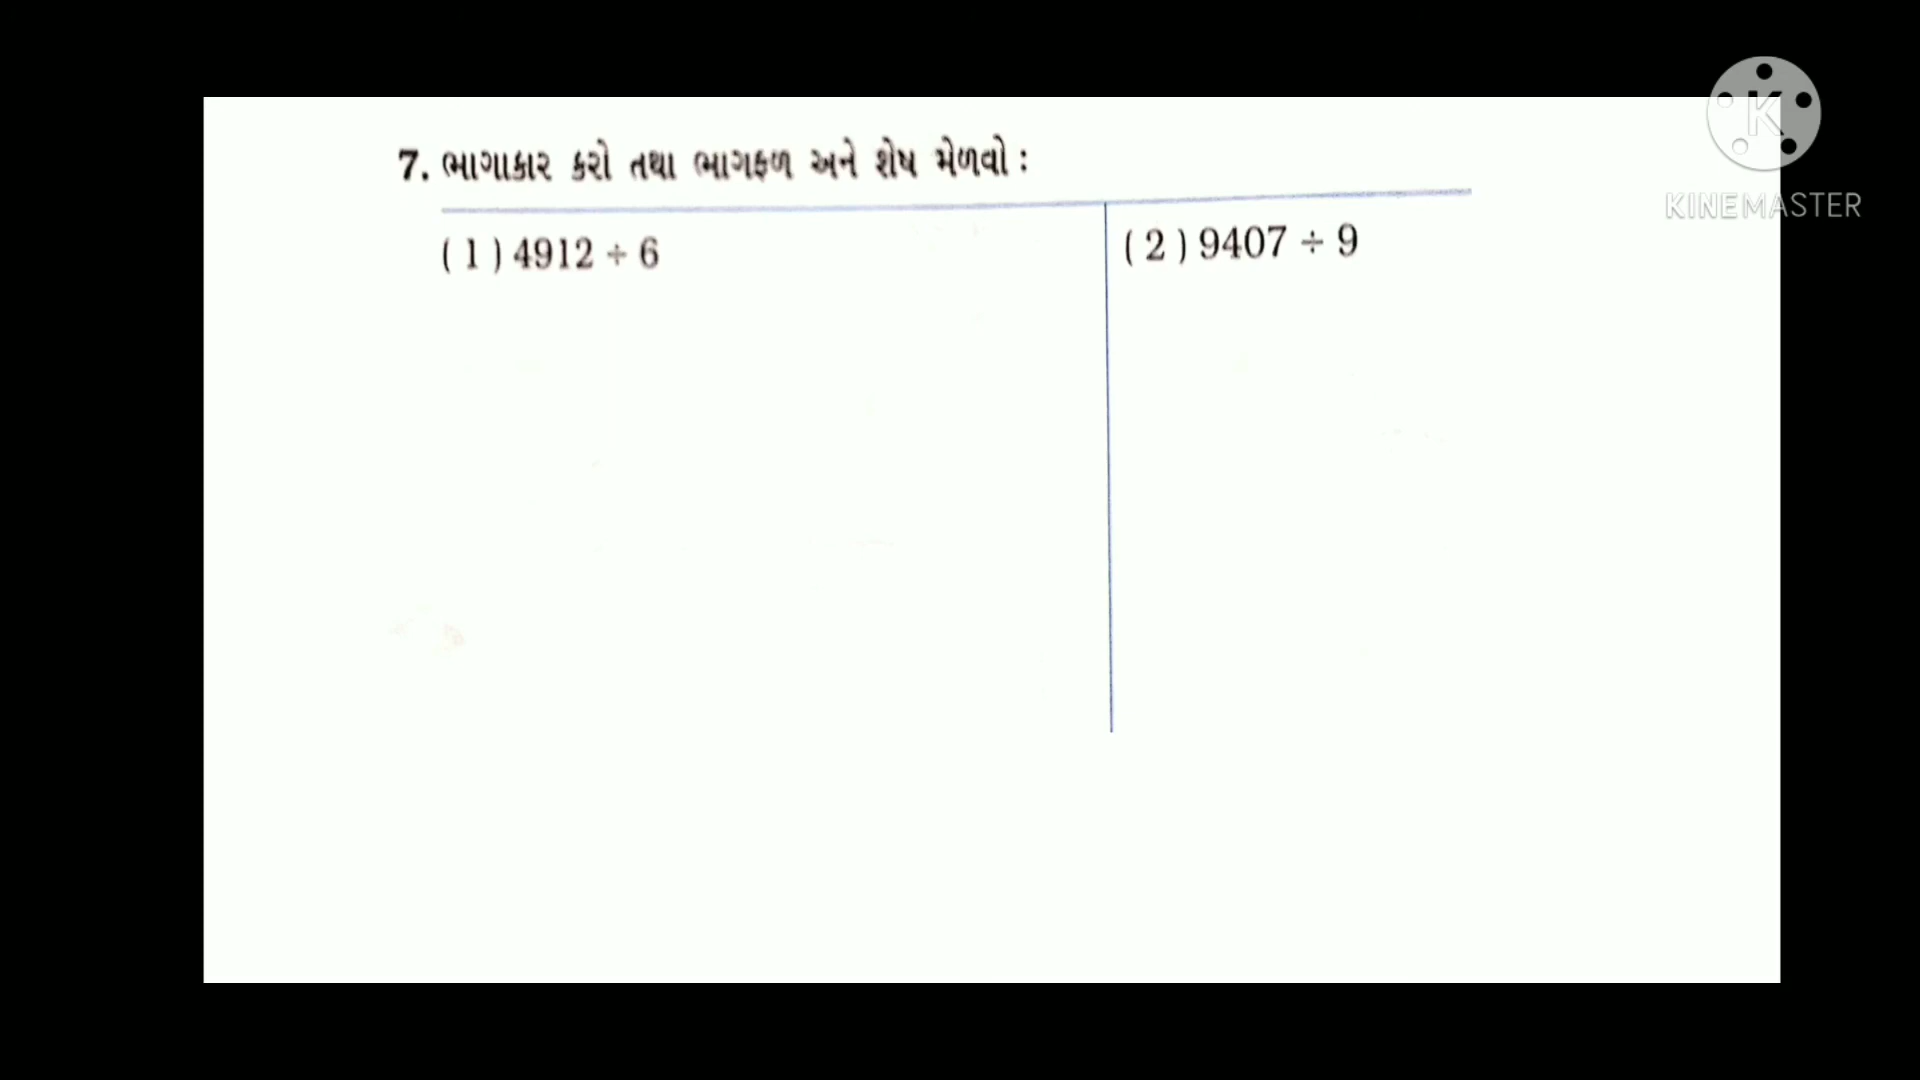 7. ભાગાકાર કરો તથા ભાગફળ અને શેષ મેળવો :
( 1 ) 4912 ÷ 6
( 2 ) 9407 ÷ 9
K
KINEMASTER